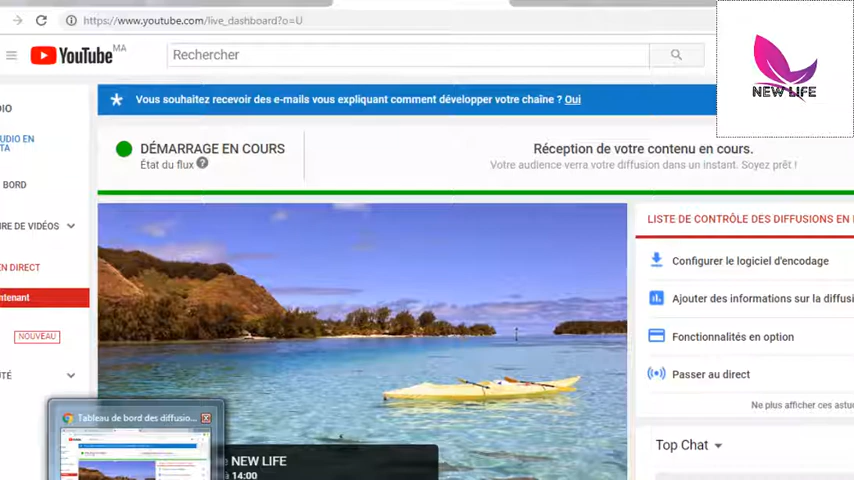 https://www.youtube.com/live_dashboard?o=U
YouTube MA
Rechercher
NEW LIFE
Vous souhaitez recevoir des e-mails vous expliquant comment développer votre chaîne ? Oui
DÉMARRAGE EN COURS
État du flux ?
Réception de votre contenu en cours.
Votre audience verra votre diffusion dans un instant. Soyez prêt !
BORD
RE DE VIDÉOS
EN DIRECT
NOUVEAU
LISTE DE CONTRÔLE DES DIFFUSIONS EN
Configurer le logiciel d'encodage
Ajouter des informations sur la diffusi
Fonctionnalités en option
Passer au direct
Ne plus afficher ces astu
Top Chat
Tableau de bord des diffusio...
NEW LIFE
à 14:00